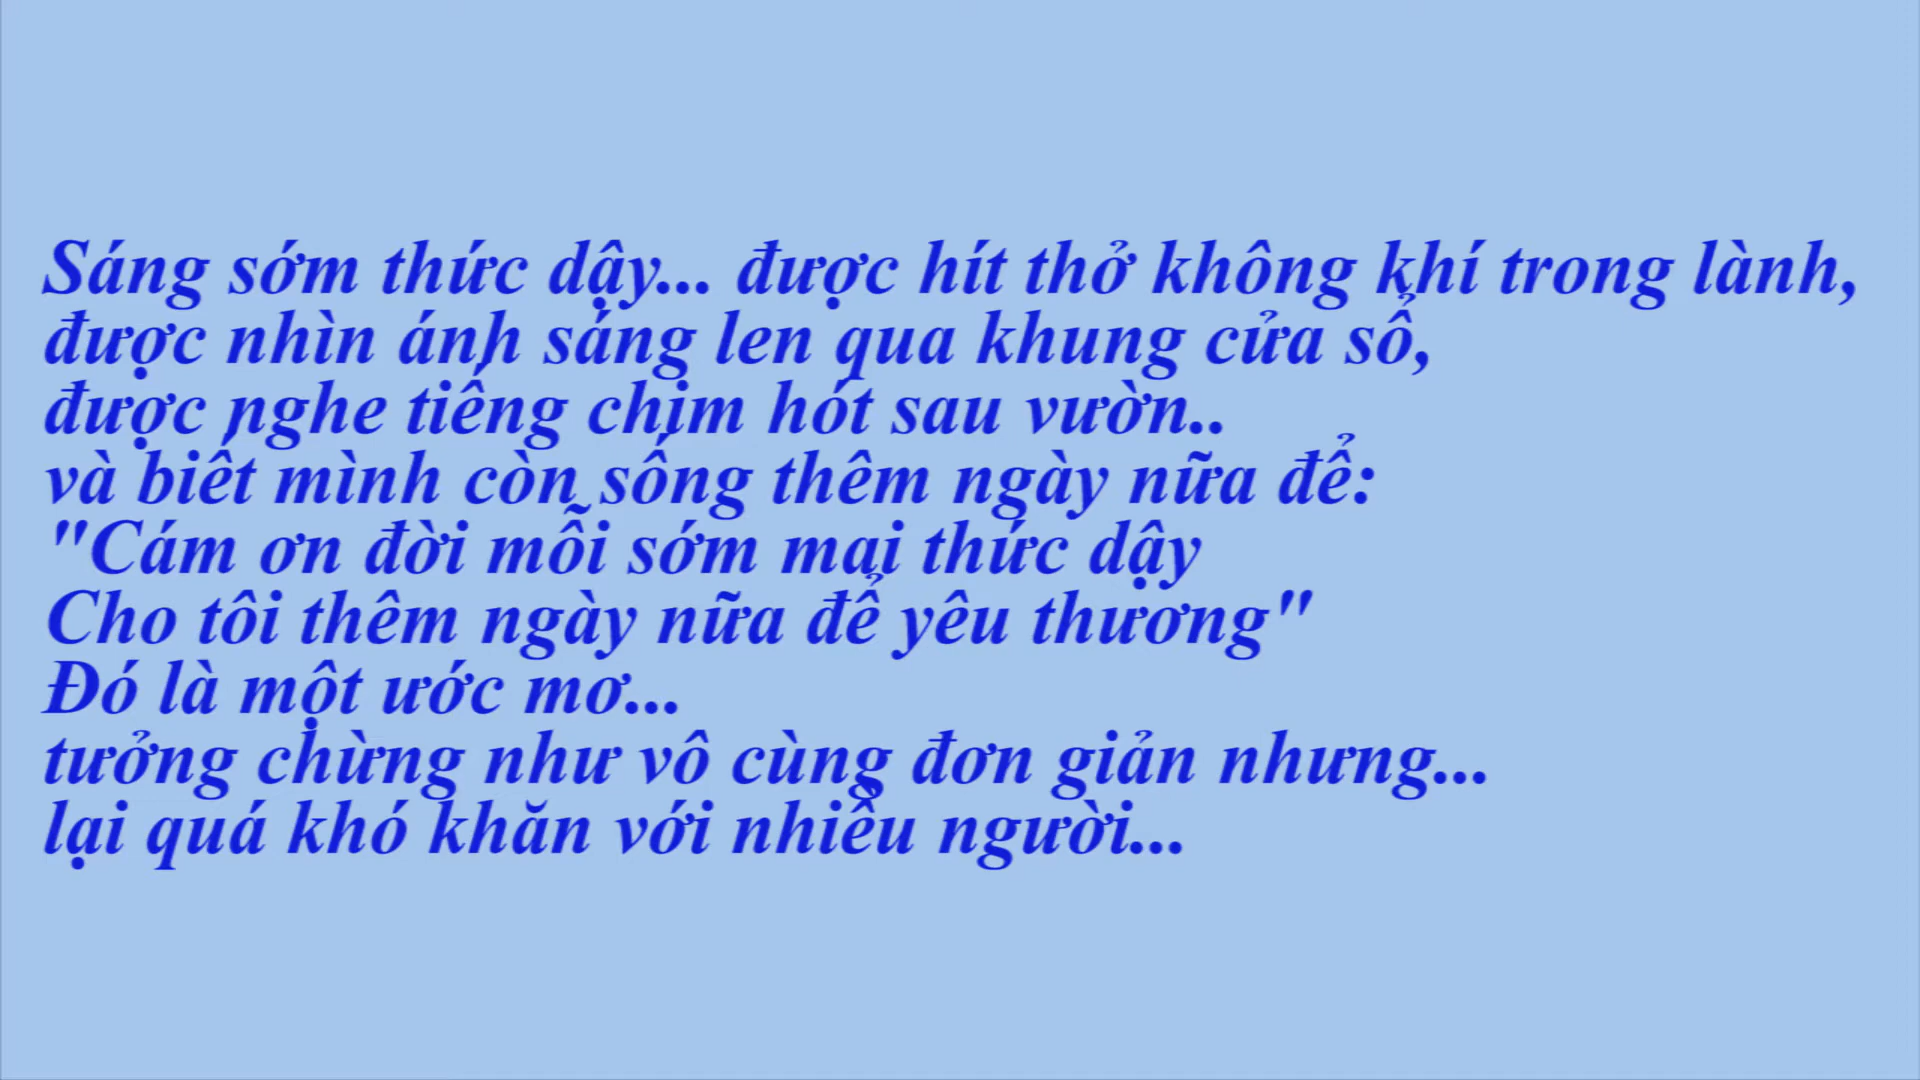 Sáng sớm thức dậy... được hít thở không khí trong lành,
được nhìn ánh sáng len qua khung cửa sổ,
được nghe tiếng chim hót sau vườn..
và biết mình còn sống thêm ngày nữa để:
"Cám ơn đời mỗi sớm mai thức dậy
Cho tôi thêm ngày nữa để yêu thương"
Đó là một ước mơ...
tưởng chừng như vô cùng đơn giản nhưng...
lại quá khó khăn với nhiều người...